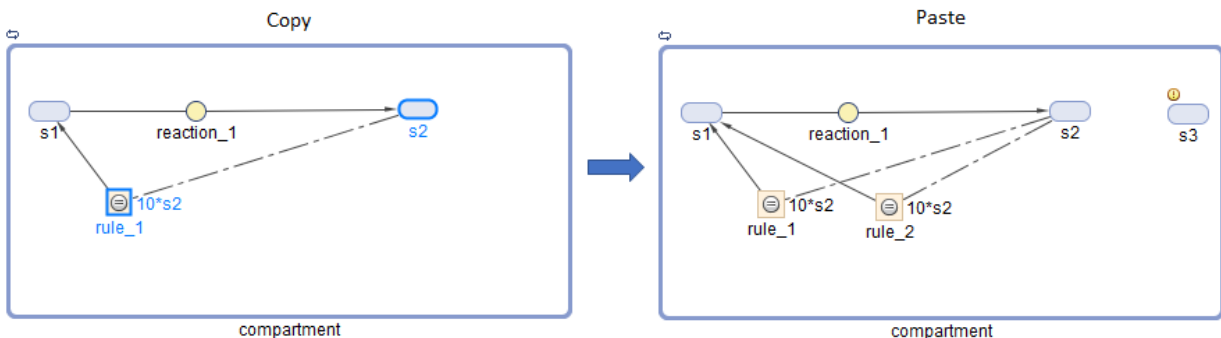 Copy
s1
reaction_1
s2
10*s2
rule_1
compartment
Paste
s1
reaction_1
s2
s3
10*s2
10*s2
rule_1
rule_2
compartment